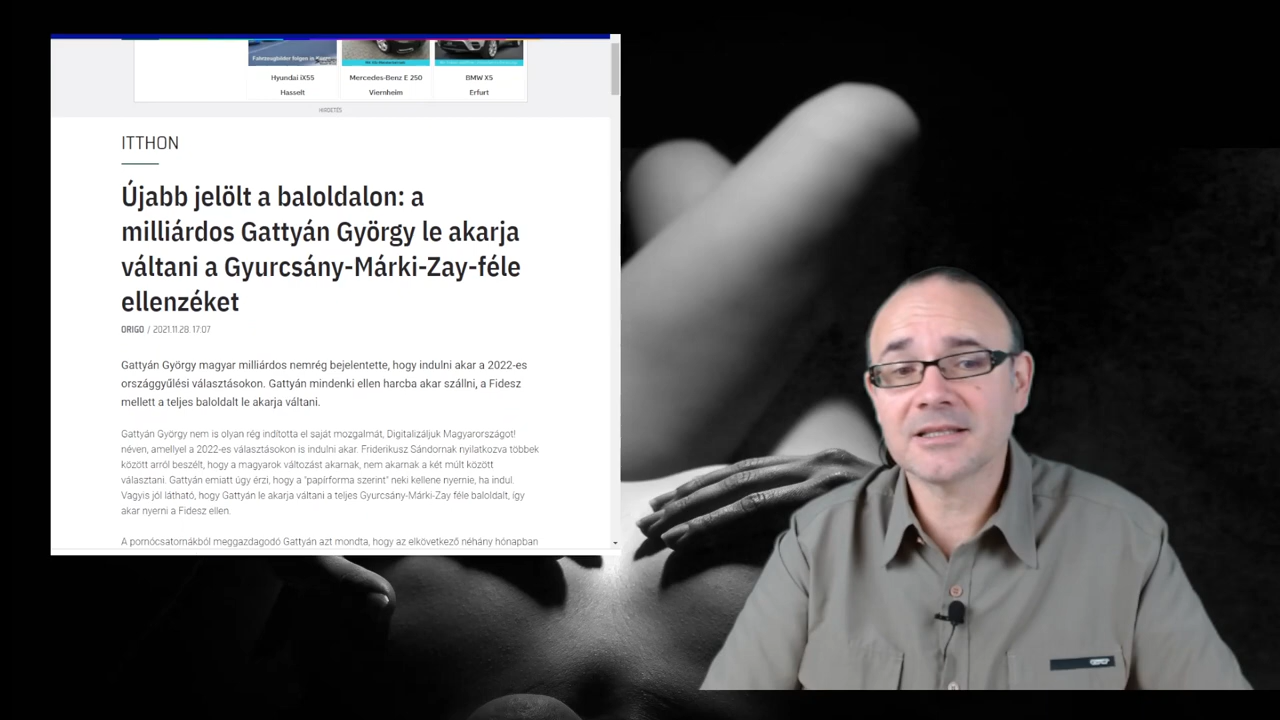 Fahrzeugbilder folgen in Kürze
Hyundai iX55
Hasselt
Mercedes-Benz E 250
Viernheim
BMW X5
Erfurt
HIRDETÉS
ITTHON
Újabb jelölt a baloldalon: a
milliárdos Gattyán György le akarja
váltani a Gyurcsány-Márki-Zay-féle
ellenzéket
ORIGO / 2021.11.28. 17:07
Gattyán György magyar milliárdos nemrég bejelentette, hogy indulni akar a 2022-es
országgyűlési választásokon. Gattyán mindenki ellen harcba akar szállni, a Fidesz
mellett a teljes baloldalt le akarja váltani.
Gattyán György nem is olyan rég indította el saját mozgalmát, Digitalizáljuk Magyarországot!
néven, amellyel a 2022-es választásokon is indulni akar. Friderikusz Sándornak nyilatkozva többek
között arról beszélt, hogy a magyarok változást akarnak, nem akarnak a két múlt között
választani. Gattyán emiatt úgy érzi, hogy a "papírforma szerint" neki kellene nyernie, ha indul.
Vagyis jól látható, hogy Gattyán le akarja váltani a teljes Gyurcsány-Márki-Zay féle baloldalt, így
akar nyerni a Fidesz ellen.
A pornócsatornákból meggazdagodó Gattyán azt mondta, hogy az elkövetkező néhány hónapban